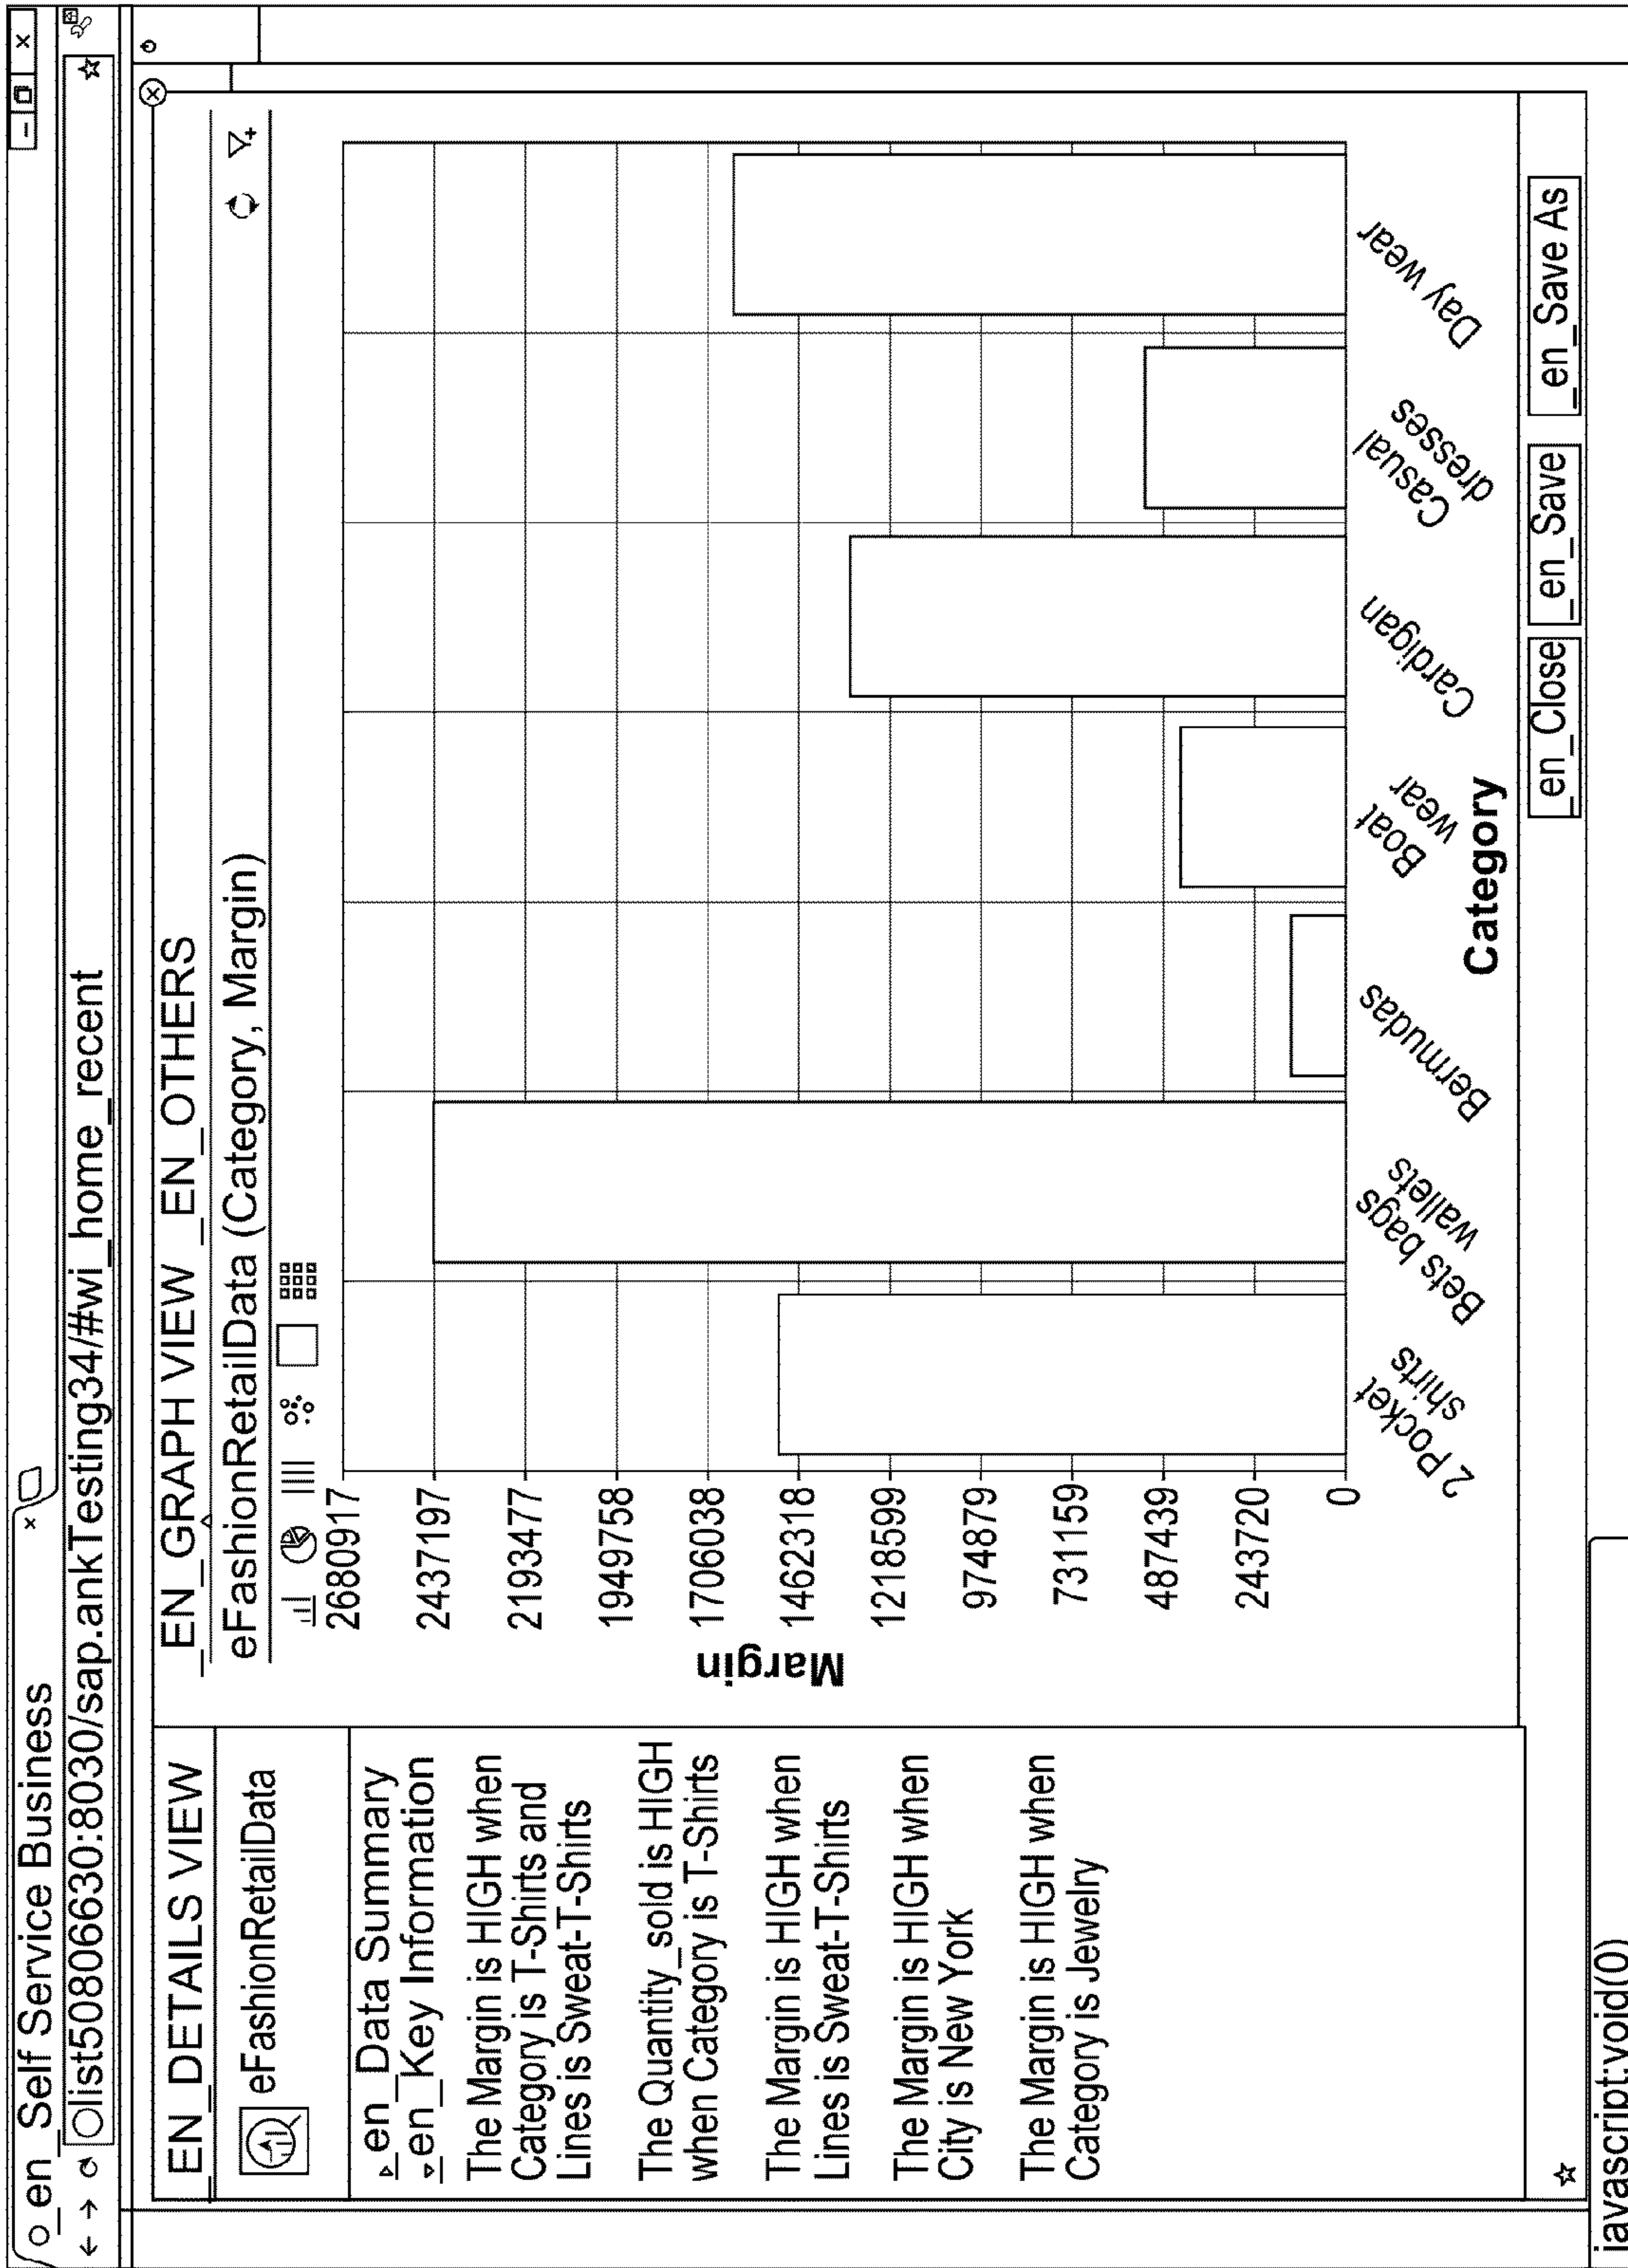 _en_Self Service Business
list50806630:8030/sap.ankTesting34/#wi_home_recent
_EN_DETAILS VIEW
eFashionRetailData
_en_Data Summary
_en_Key Information
The Margin is HIGH when
Category is T-Shirts and
Lines is Sweat-T-Shirts
The Quantity_sold is HIGH
when Category is T-Shirts
The Margin is HIGH when
Lines is Sweat-T-Shirts
The Margin is HIGH when
City is New York
The Margin is HIGH when
Category is Jewelry
_EN_GRAPH VIEW _EN_OTHERS
eFashionRetailData (Category, Margin)
Margin
2680917
2437197
2193477
1949758
1706038
1462318
1218599
974879
731159
487439
243720
0
2 Pocket
shirts
Bets bags
wallets
Bermudas
Boat
wear
Cardigan
Casual
dresses
Day wear
Category
_en_Close
_en_Save
_en_Save As
javascript:void(0)